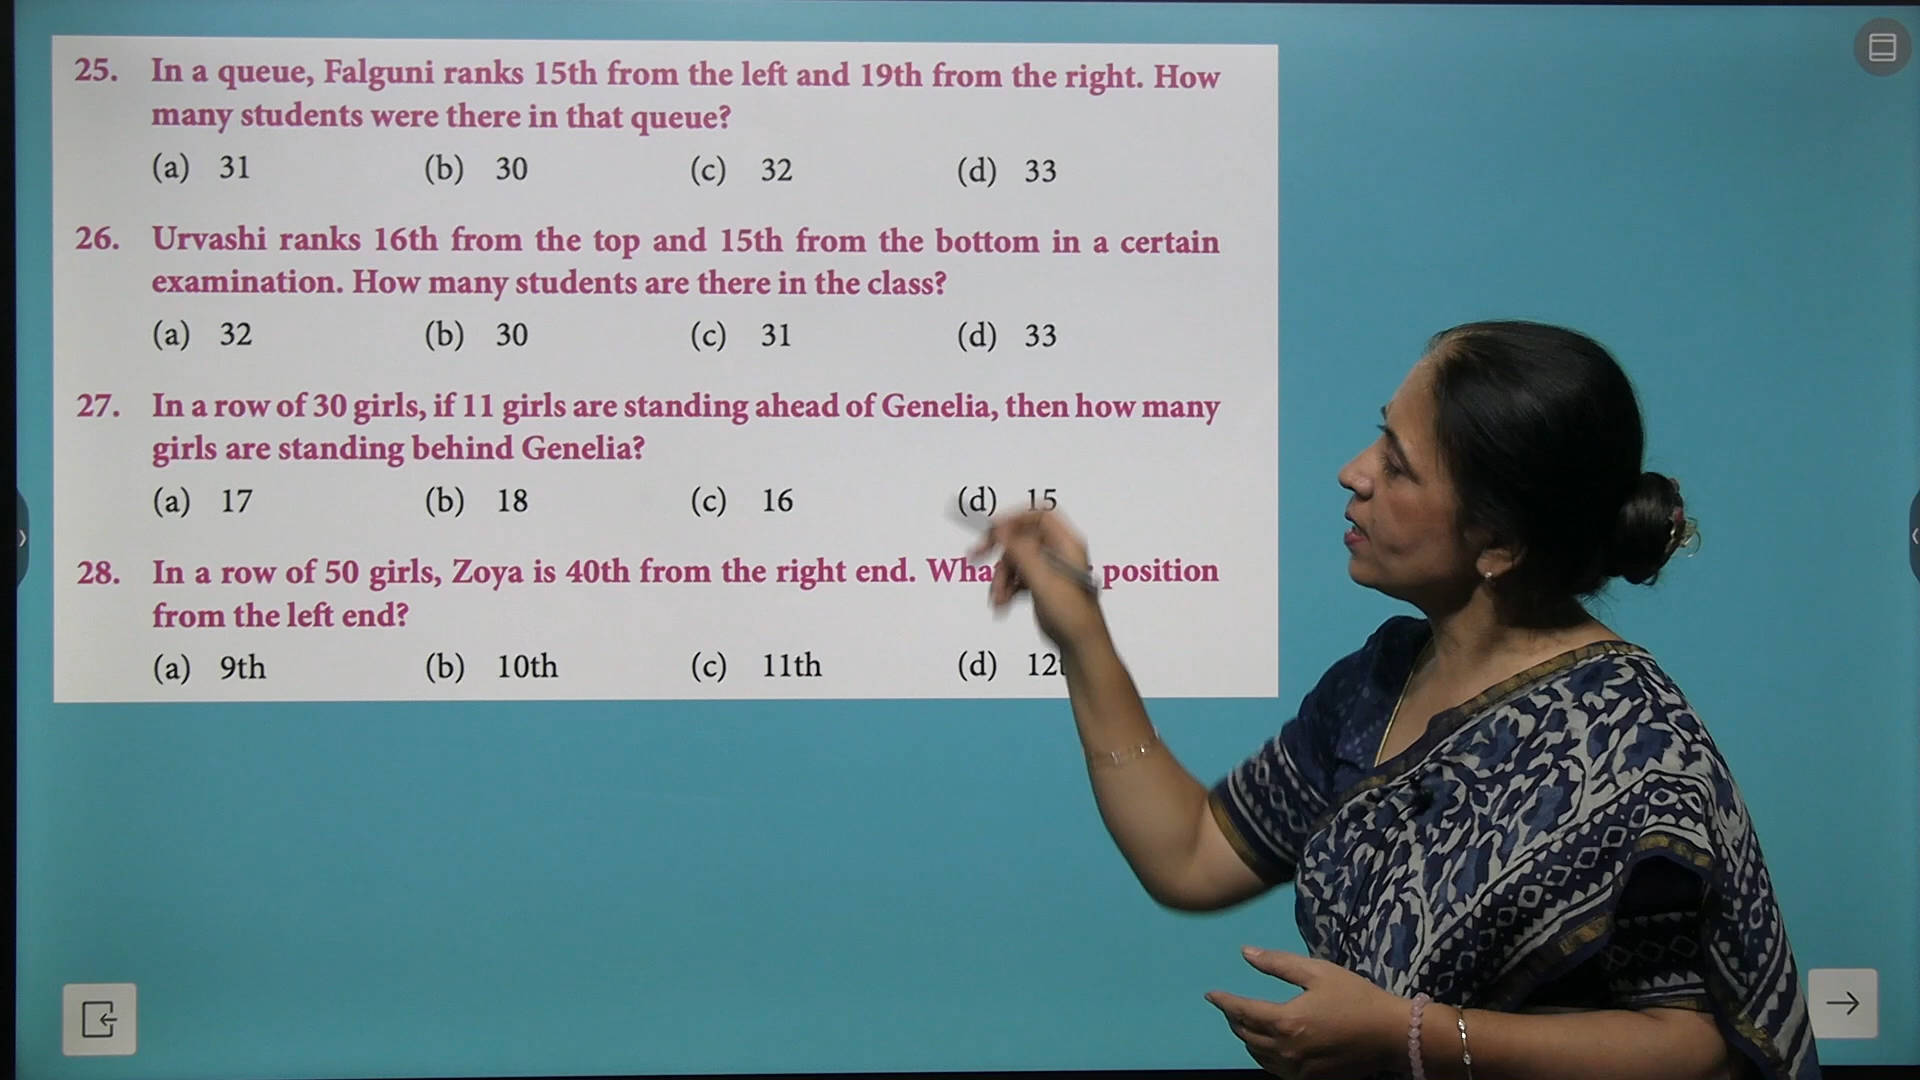 25. In a queue, Falguni ranks 15th from the left and 19th from the right. How
many students were there in that queue?
(a) 31 (b) 30 (c) 32 (d) 33
26. Urvashi ranks 16th from the top and 15th from the bottom in a certain
examination. How many students are there in the class?
(a) 32 (b) 30 (c) 31 (d) 33
27. In a row of 30 girls, if 11 girls are standing ahead of Genelia, then how many
girls are standing behind Genelia?
(a) 17 (b) 18 (c) 16 (d) 15
28. In a row of 50 girls, Zoya is 40th from the right end. position
from the left end?
(a) 9th (b) 10th (c) 11th (d)